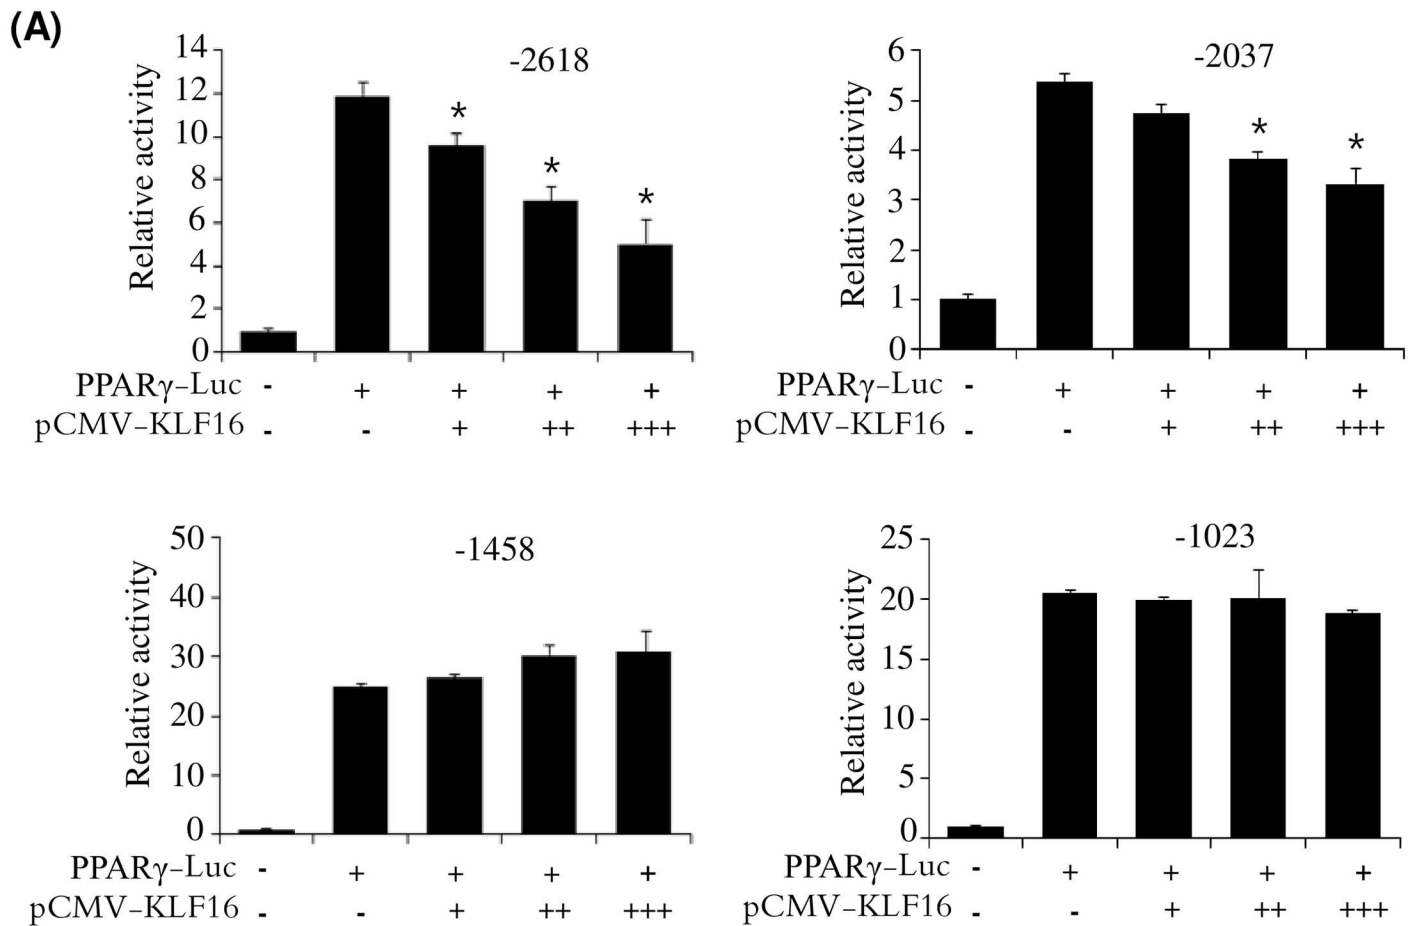 (A)
-2618
Relative activity
14
12
10
8
6
4
2
0
*
*
*
PPARγ-Luc - + + + +
pCMV-KLF16 - - + ++ +++
-2037
Relative activity
6
5
4
3
2
1
0
*
*
PPARγ-Luc - + + + +
pCMV-KLF16 - - + ++ +++
-1458
Relative activity
50
40
30
20
10
0
PPARγ-Luc - + + + +
pCMV-KLF16 - - + ++ +++
-1023
Relative activity
25
20
15
10
5
0
PPARγ-Luc - + + + +
pCMV-KLF16 - - + ++ +++